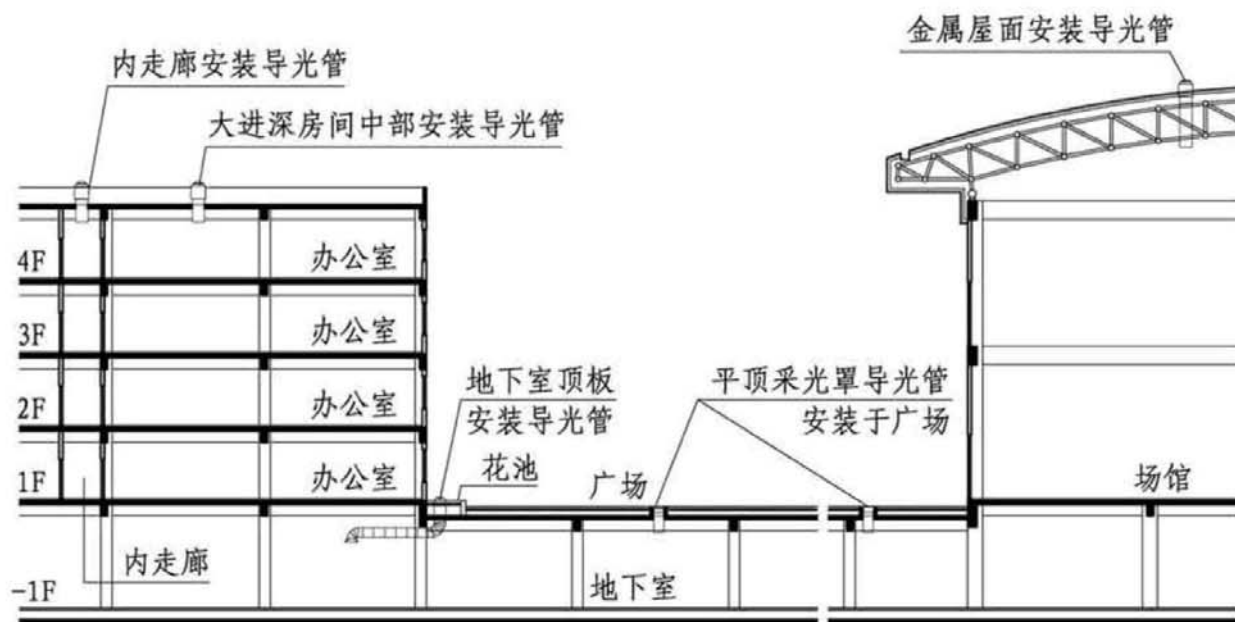 金属屋面安装导光管
内走廊安装导光管
大进深房间中部安装导光管
4F
办公室
3F
办公室
地下室顶板
安装导光管
平顶采光罩导光管
安装于广场
2F
办公室
1F
办公室
花池
广场
场馆
内走廊
-1F
地下室